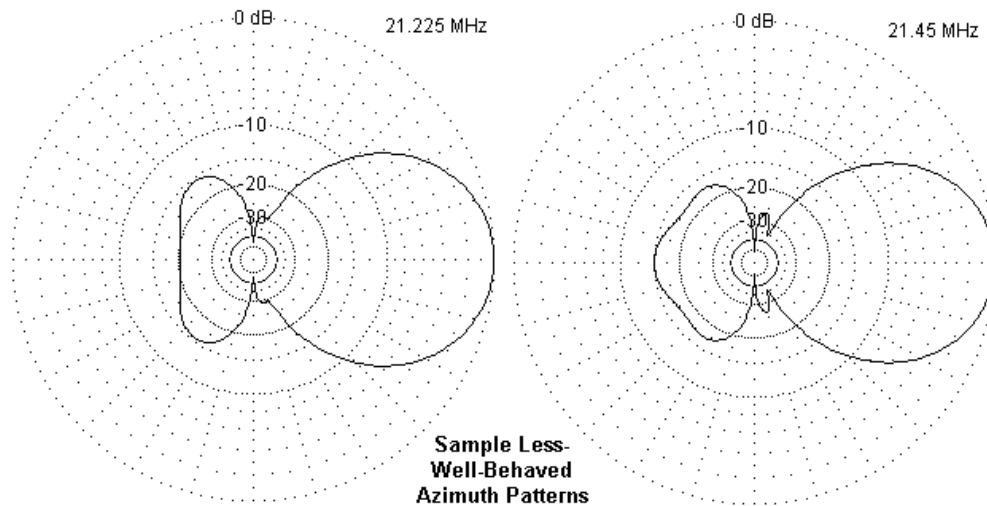 0 dB
21.225 MHz
-10
-20
-30
0 dB
21.45 MHz
-10
-20
-30
Sample Less-
Well-Behaved
Azimuth Patterns